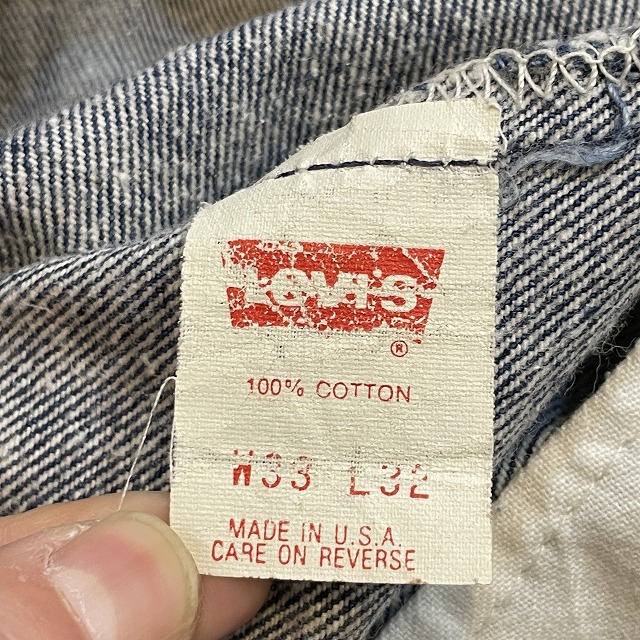 Levi's
®
100% COTTON
W33 L32
MADE IN U.S.A.
CARE ON REVERSE